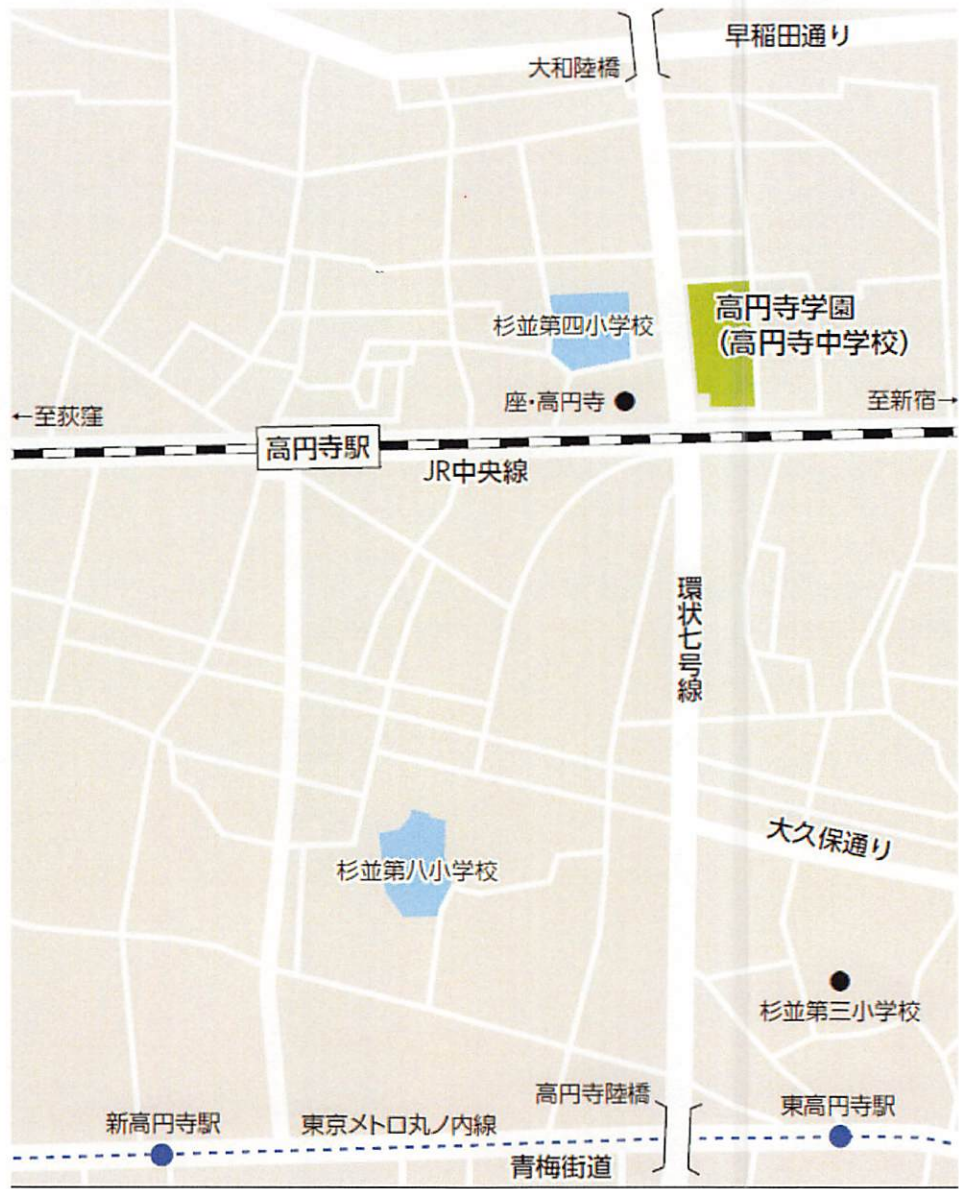 早稲田通り
大和陸橋
高円寺学園
(高円寺中学校)
杉並第四小学校
座・高円寺
←至荻窪
至新宿→
高円寺駅
JR中央線
環状七号線
大久保通り
杉並第八小学校
杉並第三小学校
高円寺陸橋
東高円寺駅
新高円寺駅
東京メトロ丸ノ内線
青梅街道